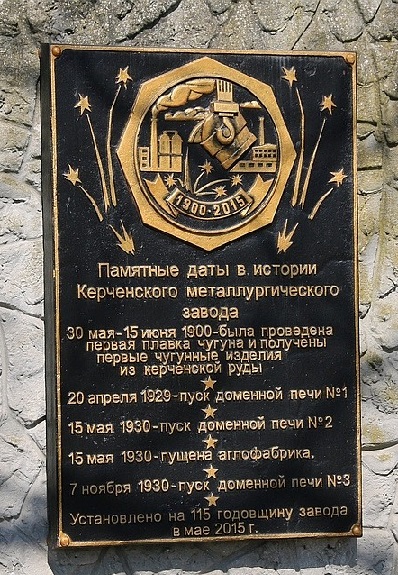 1900-2015
Памятные даты в истории
Керченского металлургического
завода
30 мая-15 июня 1900-была проведена
первая плавка чугуна и получены
первые чугунные изделия
из керченской руды
20 апреля 1929-пуск доменной печи №1
15 мая 1930-пуск доменной печи №2
15 мая 1930-пущена аглофабрика.
7 ноября 1930-пуск доменной печи №3
Установлено на 115 годовщину завода
в мае 2015 г.